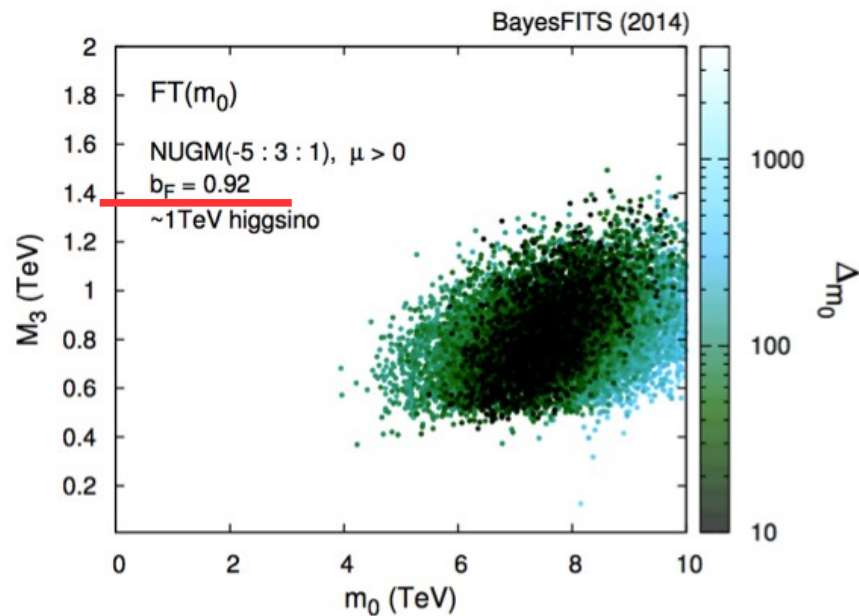 BayesFITS (2014)
2
1.8
1.6
1.4
1.2
1
0.8
0.6
0.4
0.2
M₃ (TeV)
FT(m₀)
NUGM(-5 : 3 : 1), μ > 0
b_F = 0.92
~1TeV higgsino
0 2 4 6 8 10
m₀ (TeV)
1000
100
10
Δm₀